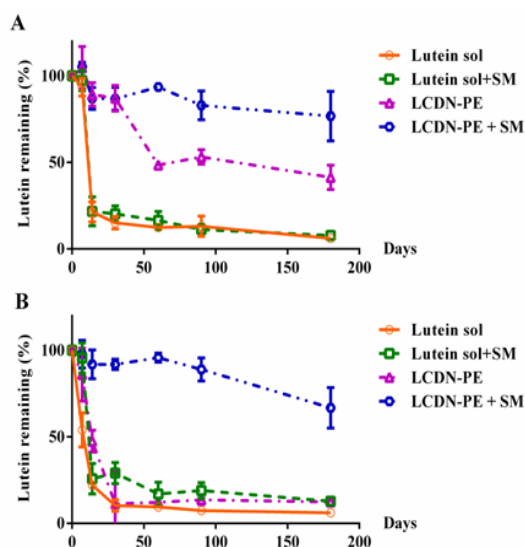 A
Lutein remaining (%)
150
100
50
0
0 50 100 150 200
Days
Lutein sol
Lutein sol+SM
LCDN-PE
LCDN-PE + SM
B
Lutein remaining (%)
150
100
50
0
0 50 100 150 200
Days
Lutein sol
Lutein sol+SM
LCDN-PE
LCDN-PE + SM